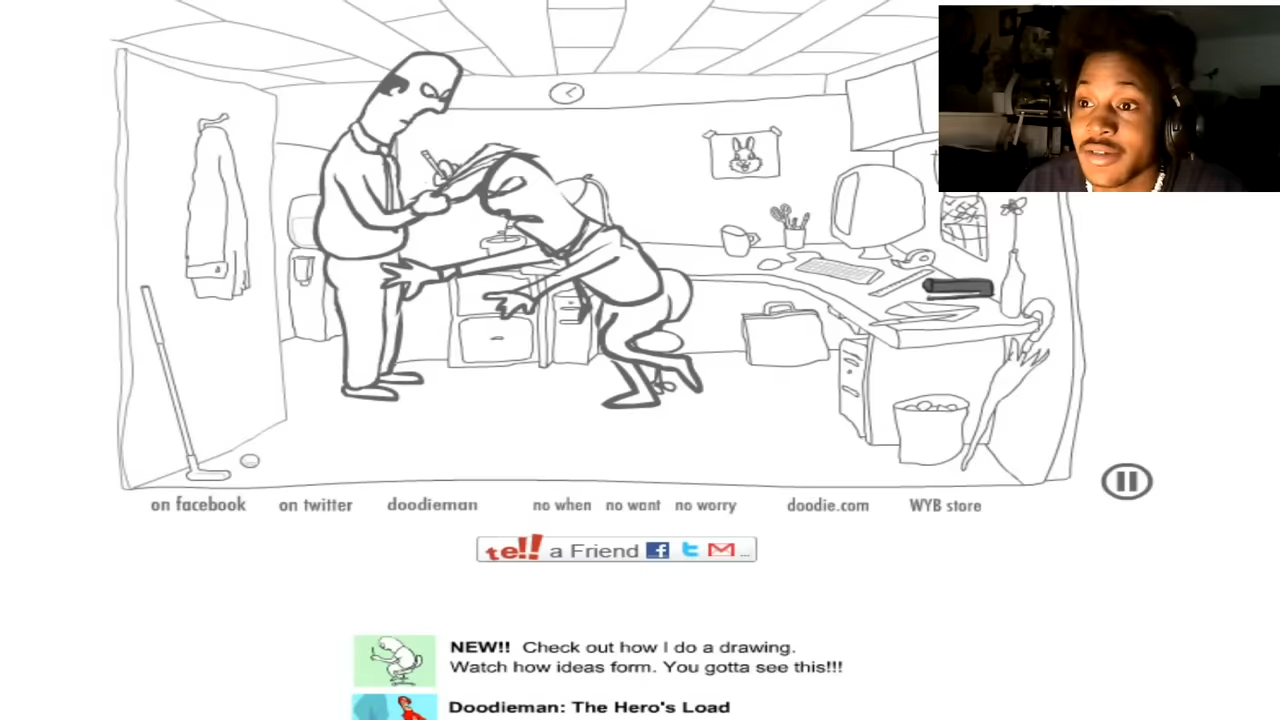 on facebook on twitter doodieman no when no want no worry doodie.com WYB store
te!! a Friend f t M ...
NEW!! Check out how I do a drawing.
Watch how ideas form. You gotta see this!!!
Doodieman: The Hero's Load